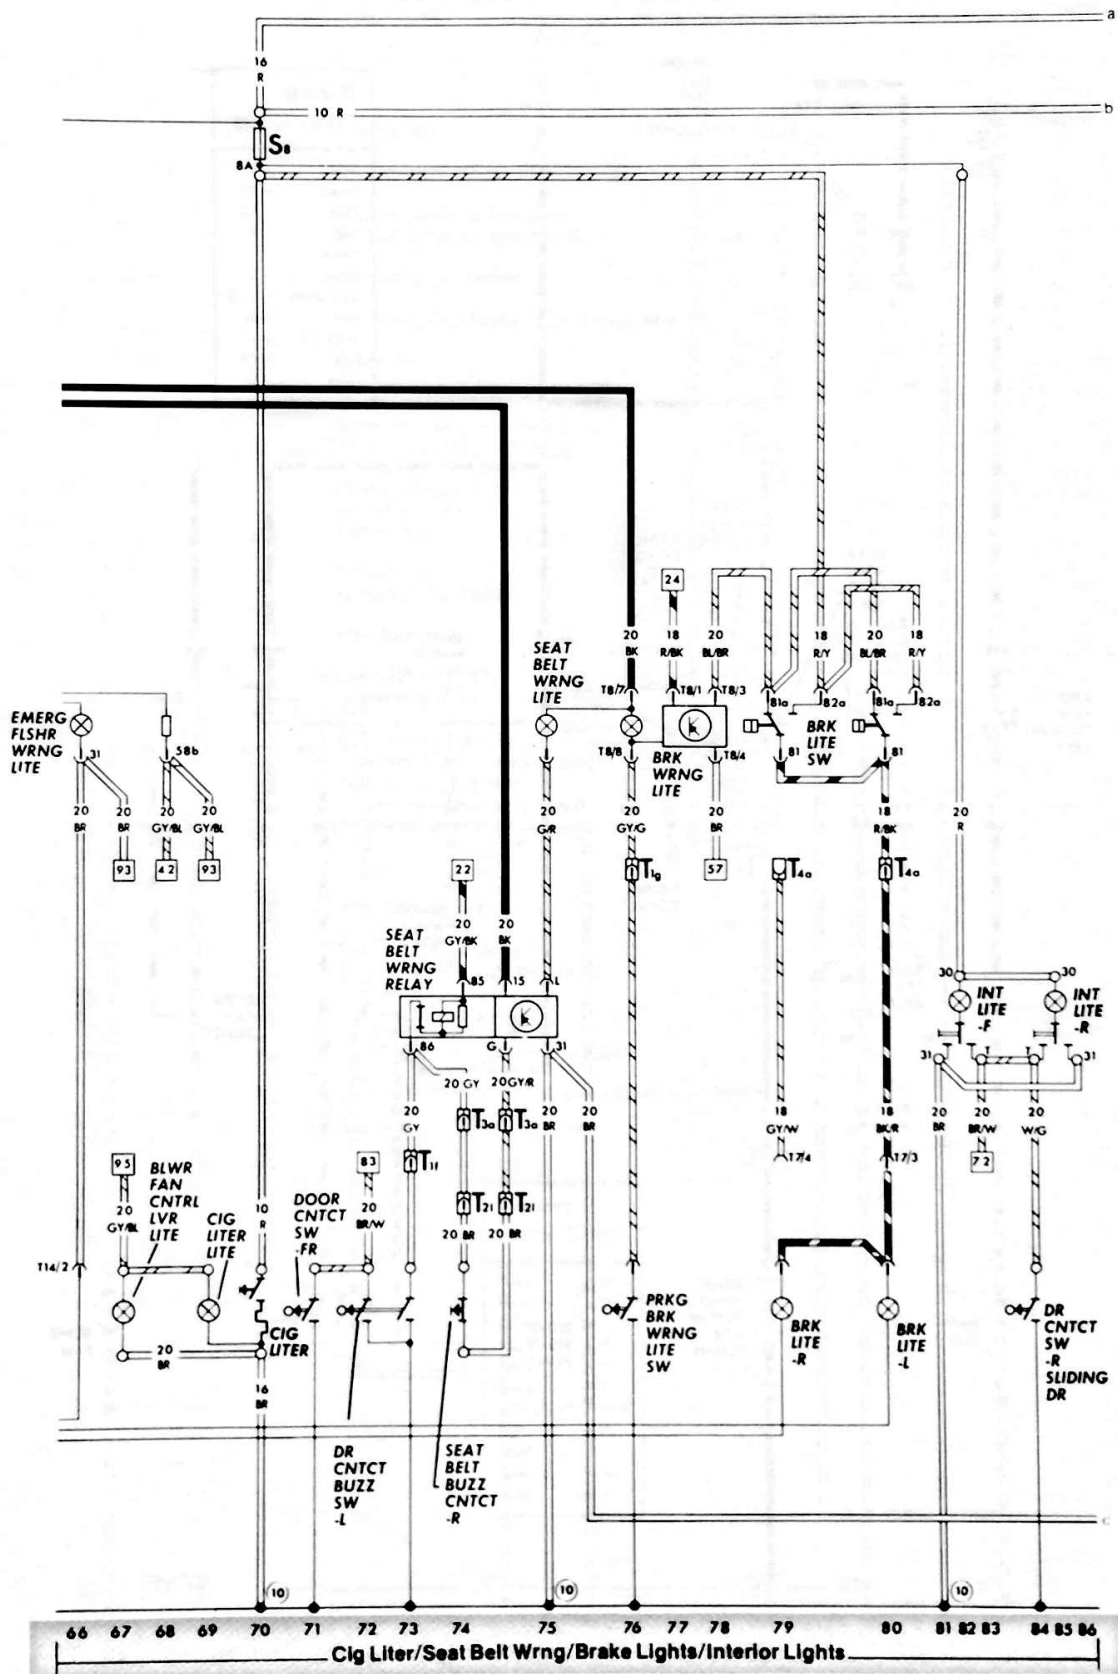 a
16
R
10 R
b
S8
8A
20
BK
24
18
R/BK
20
BL/BR
18
R/Y
20
BL/BR
18
R/Y
SEAT
BELT
WRNG
LITE
T8/7
T8/1
T8/3
81a
82a
81a
82a
EMERG
FLSHR
WRNG
LITE
31
58b
T8/8
BRK
WRNG
LITE
T8/4
81
BRK
LITE
SW
81
20
BR
20
BR
20
GY/BL
20
GY/BL
20
G/R
20
GY/G
20
BR
18
R/BK
20
R
93
42
93
22
T1g
57
T4a
T4a
SEAT
BELT
WRNG
RELAY
20
GY/BK
20
BK
85
15
L
30
30
INT
LITE
-F
INT
LITE
-R
86
G
31
31
31
20 GY
20GY/R
20
GY
T3a
T3a
20
BR
20
BR
18
GY/W
18
BK/R
20
BR
20
BR/W
20
W/G
T1f
T7/4
T7/3
72
95
BLWR
FAN
CNTRL
LVR
LITE
83
20
GY/BL
CIG
LITER
LITE
10
R
DOOR
CNTCT
SW
-FR
20
BR/W
T2i
T2i
20 BR
20 BR
T14/2
CIG
LITER
PRKG
BRK
WRNG
LITE
SW
BRK
LITE
-R
BRK
LITE
-L
DR
CNTCT
SW
-R
SLIDING
DR
20
BR
16
BR
DR
CNTCT
BUZZ
SW
-L
SEAT
BELT
BUZZ
CNTCT
-R
c
10
10
10
66 67 68 69 70 71 72 73 74 75 76 77 78 79 80 81 82 83 84 85 86
Cig Liter/Seat Belt Wrng/Brake Lights/Interior Lights